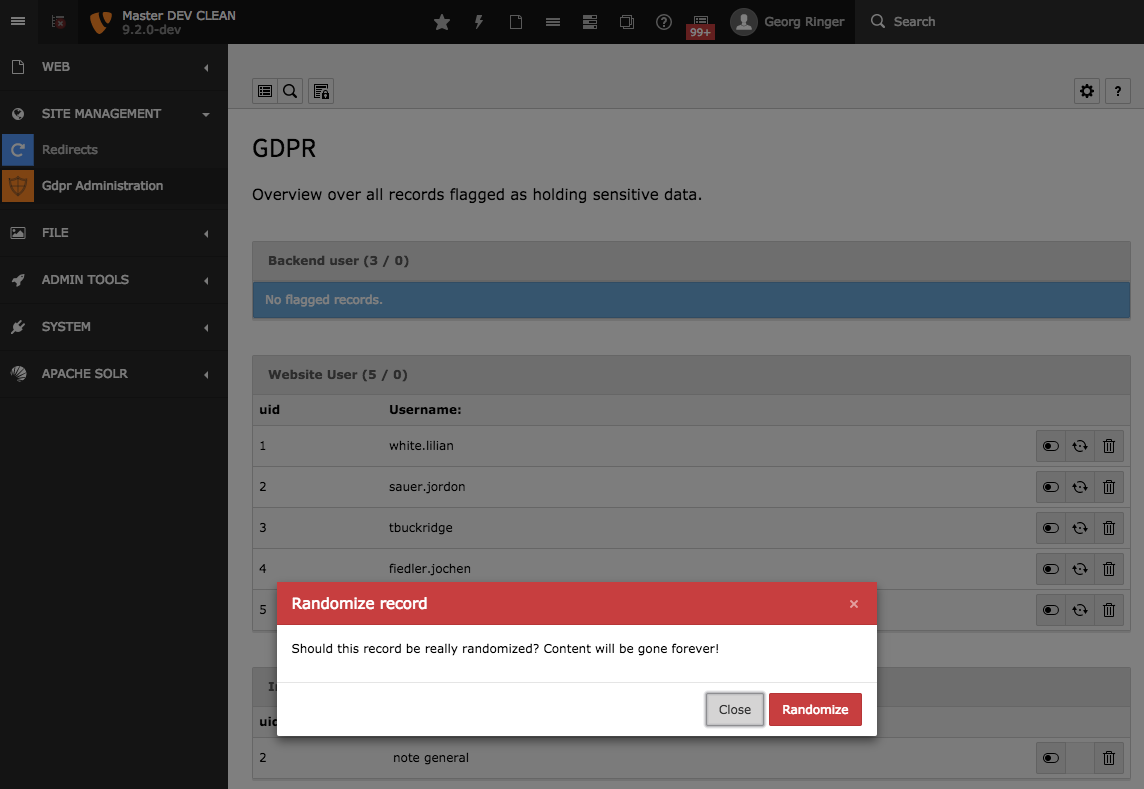 Master DEV CLEAN
9.2.0-dev
99+
Georg Ringer
Search
WEB
SITE MANAGEMENT
Redirects
Gdpr Administration
FILE
ADMIN TOOLS
SYSTEM
APACHE SOLR
?
GDPR
Overview over all records flagged as holding sensitive data.
Backend user (3 / 0)
No flagged records.
Website User (5 / 0)
uid Username:
1 white.lilian
2 sauer.jordon
3 tbuckridge
4 fiedler.jochen
5
Randomize record ×
Should this record be really randomized? Content will be gone forever!
Close Randomize
uid
2 note general